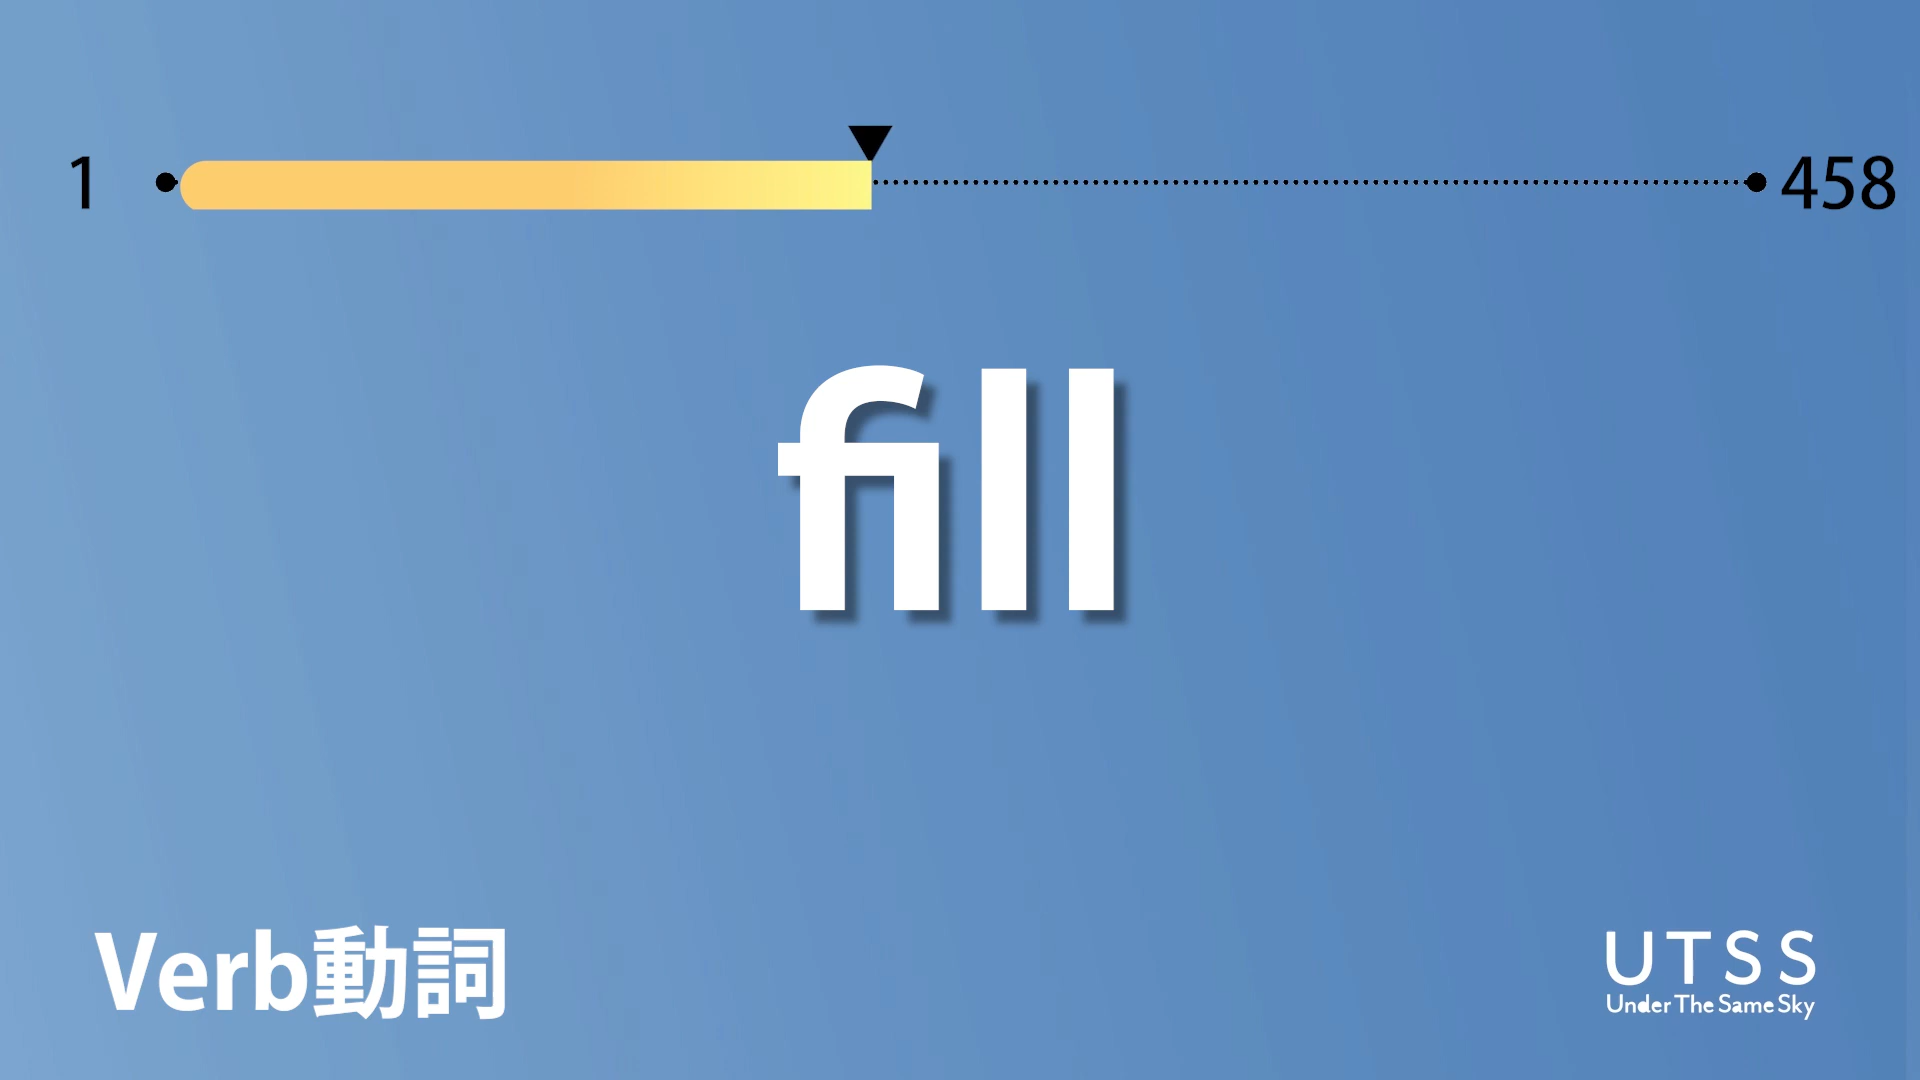 1 458
fill
Verb動詞
UTSS
Under The Same Sky